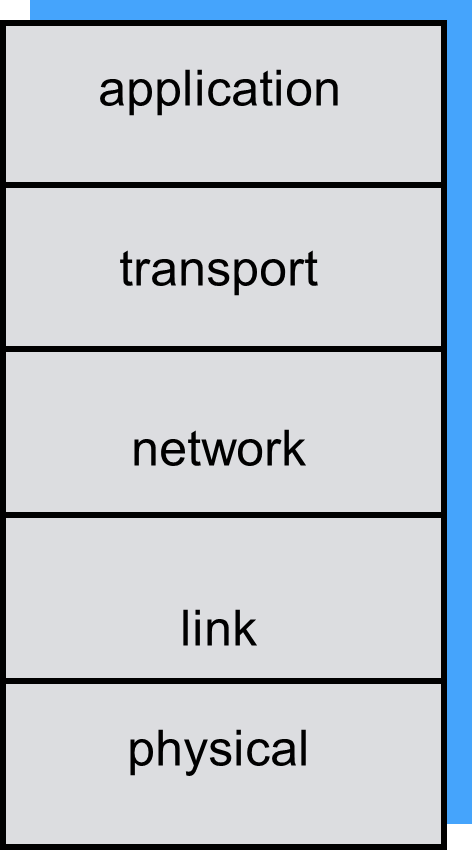 application
transport
network
link
physical